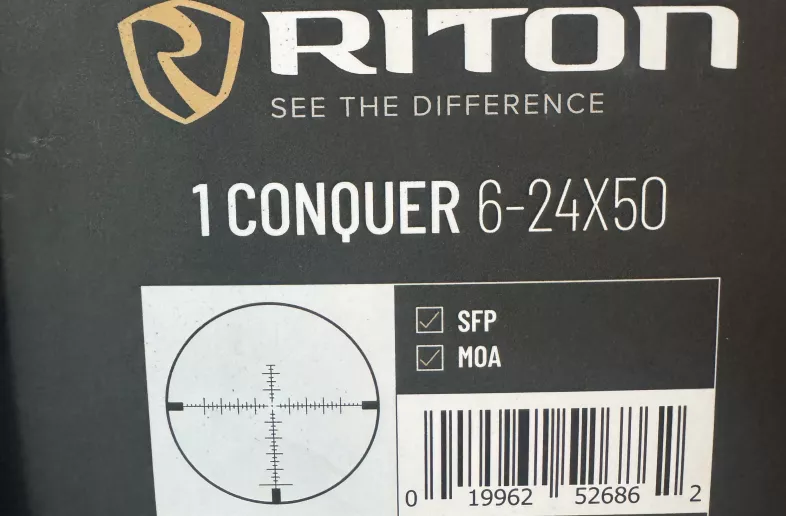 RITON
SEE THE DIFFERENCE
1 CONQUER 6-24X50
SFP
MOA
0 19962 52686 2